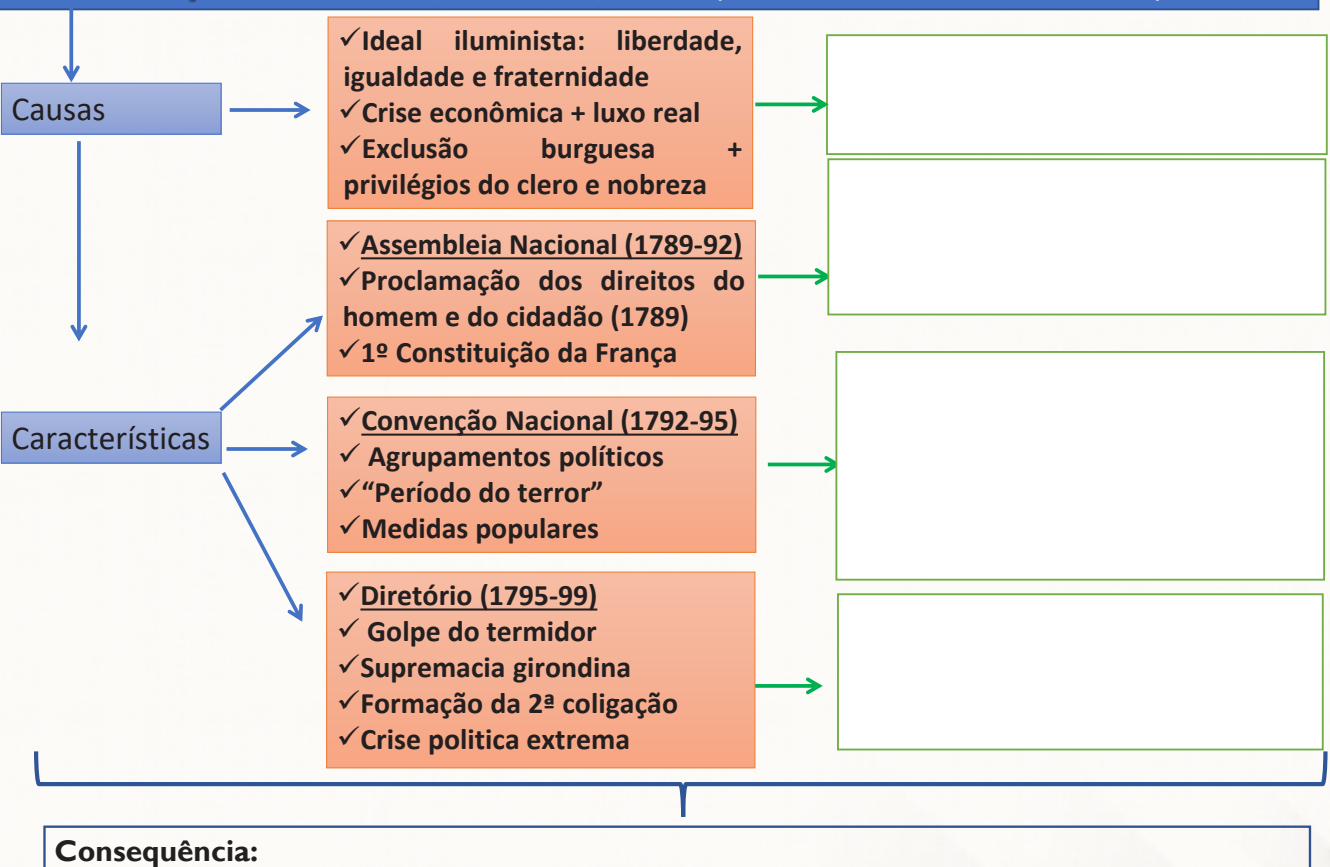 Causas
✓Ideal iluminista: liberdade,
igualdade e fraternidade
✓Crise econômica + luxo real
✓Exclusão burguesa +
privilégios do clero e nobreza
✓Assembleia Nacional (1789-92)
✓Proclamação dos direitos do
homem e do cidadão (1789)
✓1º Constituição da França
Características
✓Convenção Nacional (1792-95)
✓ Agrupamentos políticos
✓“Período do terror”
✓Medidas populares
✓Diretório (1795-99)
✓ Golpe do termidor
✓Supremacia girondina
✓Formação da 2ª coligação
✓Crise politica extrema
Consequência: